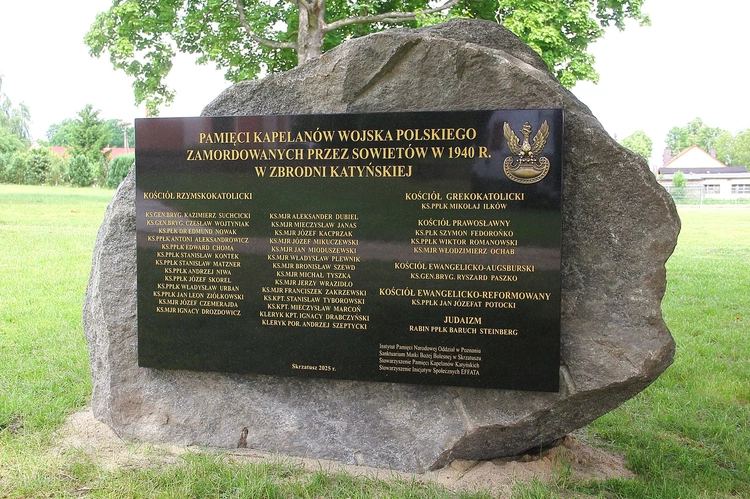 PAMIĘCI KAPELANÓW WOJSKA POLSKIEGO
ZAMORDOWANYCH PRZEZ SOWIETÓW W 1940 R.
W ZBRODNI KATYŃSKIEJ
KOŚCIÓŁ RZYMSKOKATOLICKI
KS.GEN.BRYG. KAZIMIERZ SUCHCICKI
KS.GEN.BRYG. CZESŁAW WOJTYNIAK
KS.PŁK DR EDMUND NOWAK
KS.PPŁK ANTONI ALEKSANDROWICZ
KS.PPŁK EDWARD CHOMA
KS.PPŁK STANISŁAW KONTEK
KS.PPŁK STANISŁAW MATZNER
KS.PPŁK ANDRZEJ NIWA
KS.PPŁK JÓZEF SKOREL
KS.PPŁK WŁADYSŁAW URBAN
KS.PPŁK JAN LEON ZIÓŁKOWSKI
KS.MJR JÓZEF CZEMERAJDA
KS.MJR IGNACY DROZDOWICZ
KS.MJR ALEKSANDER DUBIEL
KS.MJR MIECZYSŁAW JANAS
KS.MJR JÓZEF KACPRZAK
KS.MJR JÓZEF MIKUCZEWSKI
KS.MJR JAN MIODUSZEWSKI
KS.MJR WŁADYSŁAW PLEWNIK
KS.MJR BRONISŁAW SZEWD
KS.MJR MICHAŁ TYSZKA
KS.MJR JERZY WRAZIDŁO
KS.MJR FRANCISZEK ZAKRZEWSKI
KS.KPT. STANISŁAW TYBOROWSKI
KS.KPT. MIECZYSŁAW MARCOŃ
KLERYK KPT. IGNACY DRABCZYŃSKI
KLERYK POR. ANDRZEJ SZEPTYCKI
KOŚCIÓŁ GREKOKATOLICKI
KS.PPŁK MIKOŁAJ ILKÓW
KOŚCIÓŁ PRAWOSŁAWNY
KS.PŁK SZYMON FEDOROŃKO
KS.PPŁK WIKTOR ROMANOWSKI
KS.MJR WŁODZIMIERZ OCHAB
KOŚCIÓŁ EWANGELICKO-AUGSBURSKI
KS.GEN.BRYG. RYSZARD PASZKO
KOŚCIÓŁ EWANGELICKO-REFORMOWANY
KS.PPŁK JAN JÓZEFAT POTOCKI
JUDAIZM
RABIN PPŁK BARUCH STEINBERG
Instytut Pamięci Narodowej Oddział w Poznaniu
Sanktuarium Matki Bożej Bolesnej w Skrzatuszu
Stowarzyszenie Pamięci Kapelanów Katyńskich
Stowarzyszenie Inicjatyw Społecznych EFFATA
Skrzatusz 2025 r.